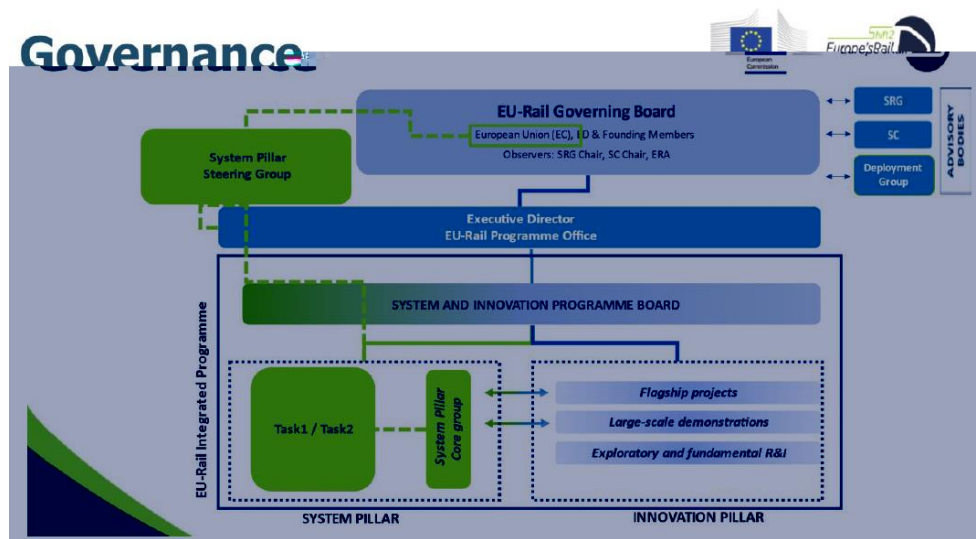 Governance
European
Commission
Europe'sRail
EU-Rail Governing Board
European Union (EC), ED & Founding Members
Observers: SRG Chair, SC Chair, ERA
SRG
SC
Deployment
Group
ADVISORY
BODIES
System Pillar
Steering Group
Executive Director
EU-Rail Programme Office
EU-Rail Integrated Programme
SYSTEM AND INNOVATION PROGRAMME BOARD
Task1 / Task2
System Pillar
Core group
Flagship projects
Large-scale demonstrations
Exploratory and fundamental R&I
SYSTEM PILLAR
INNOVATION PILLAR